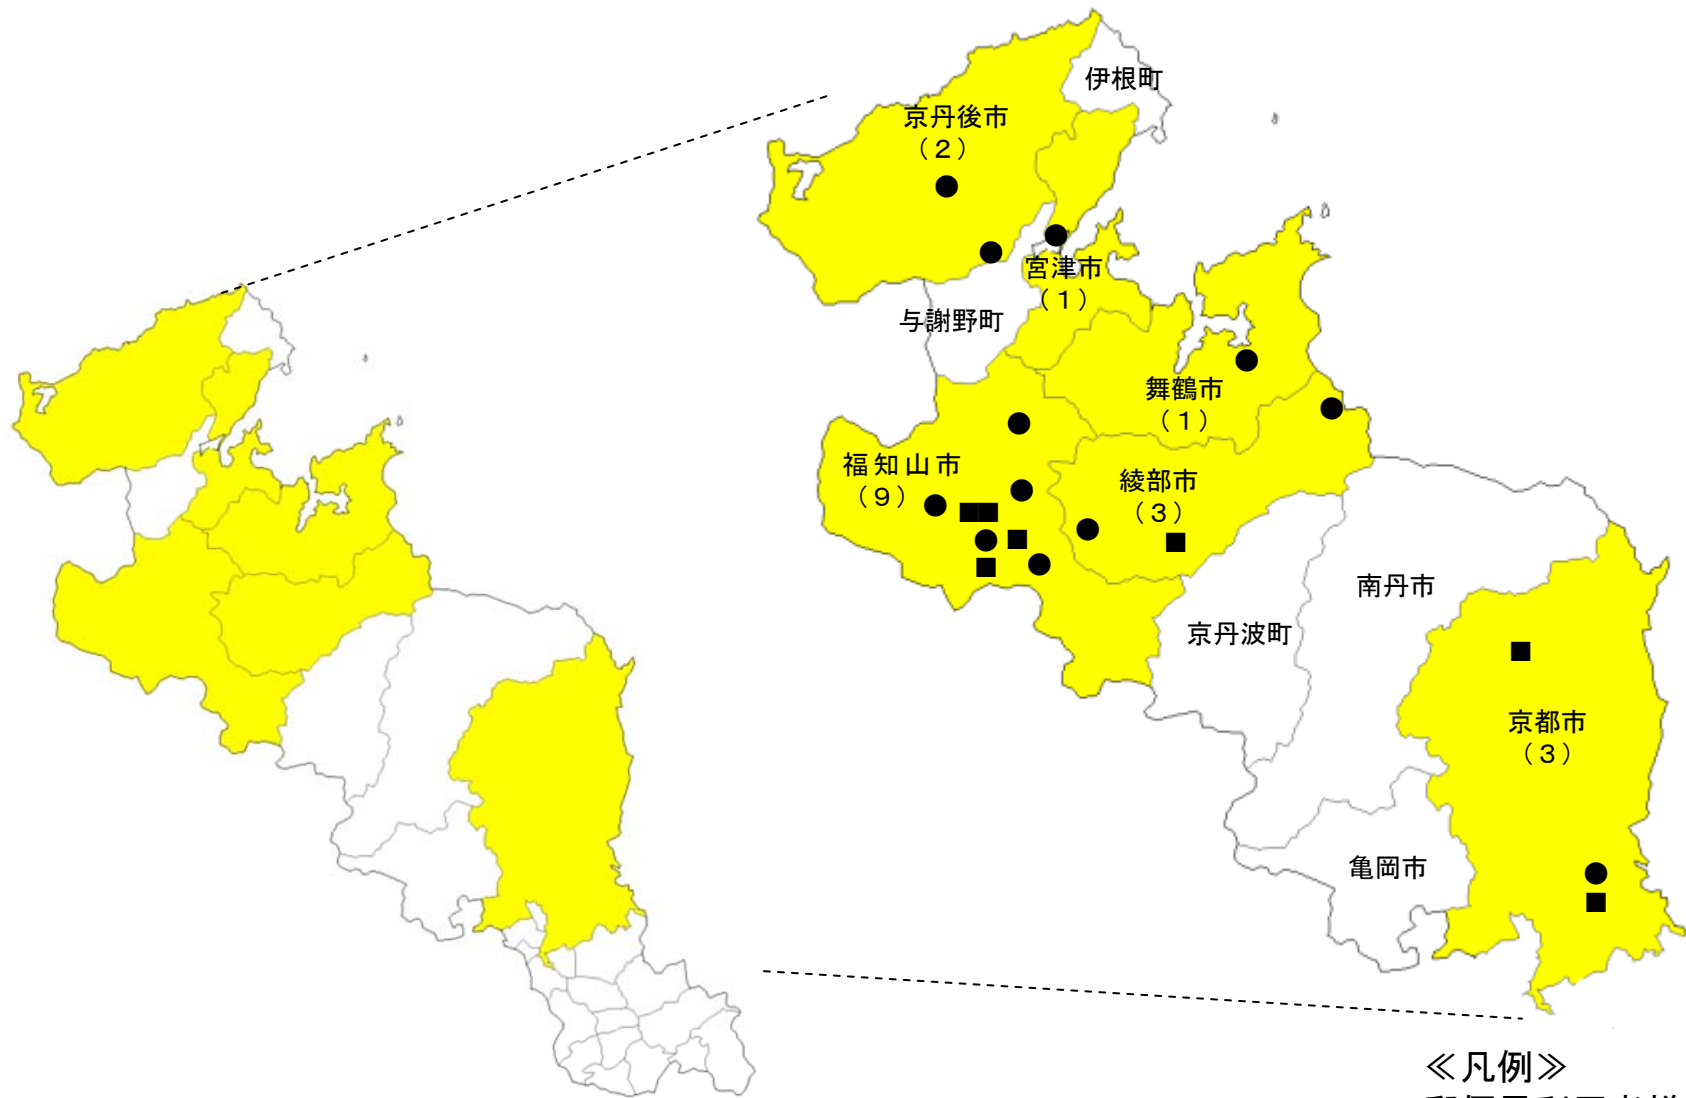 伊根町
京丹後市
（２）
宮津市
（１）
与謝野町
舞鶴市
（１）
福知山市
（９）
綾部市
（３）
南丹市
京丹波町
京都市
（３）
亀岡市
≪凡例≫